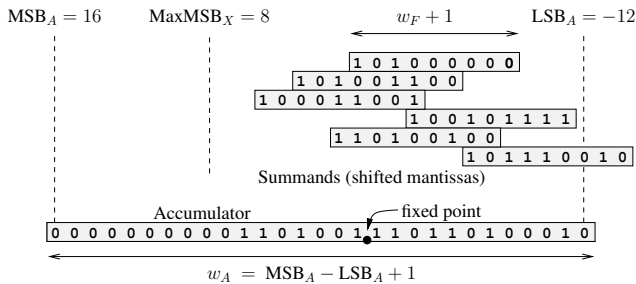 MSB_A = 16 MaxMSB_X = 8 w_F + 1 LSB_A = −12
1 0 1 0 0 0 0 0 0
1 0 1 0 0 1 1 0 0
1 0 0 0 1 1 0 0 1
1 0 0 1 0 1 1 1 1
1 1 0 1 0 0 1 0 0
1 0 1 1 1 0 0 1 0
Summands (shifted mantissas)
Accumulator fixed point
0 0 0 0 0 0 0 0 0 0 1 1 0 1 0 0 1 1 1 0 1 1 0 1 0 0 0 1 0
w_A = MSB_A − LSB_A + 1